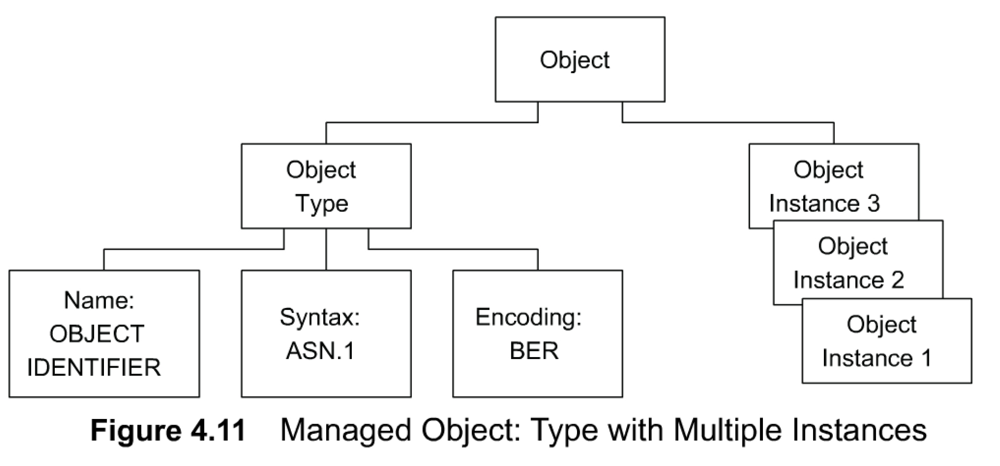 Object
Object
Type
Object
Instance 3
Object
Instance 2
Object
Instance 1
Name:
OBJECT
IDENTIFIER
Syntax:
ASN.1
Encoding:
BER
Figure 4.11 Managed Object: Type with Multiple Instances